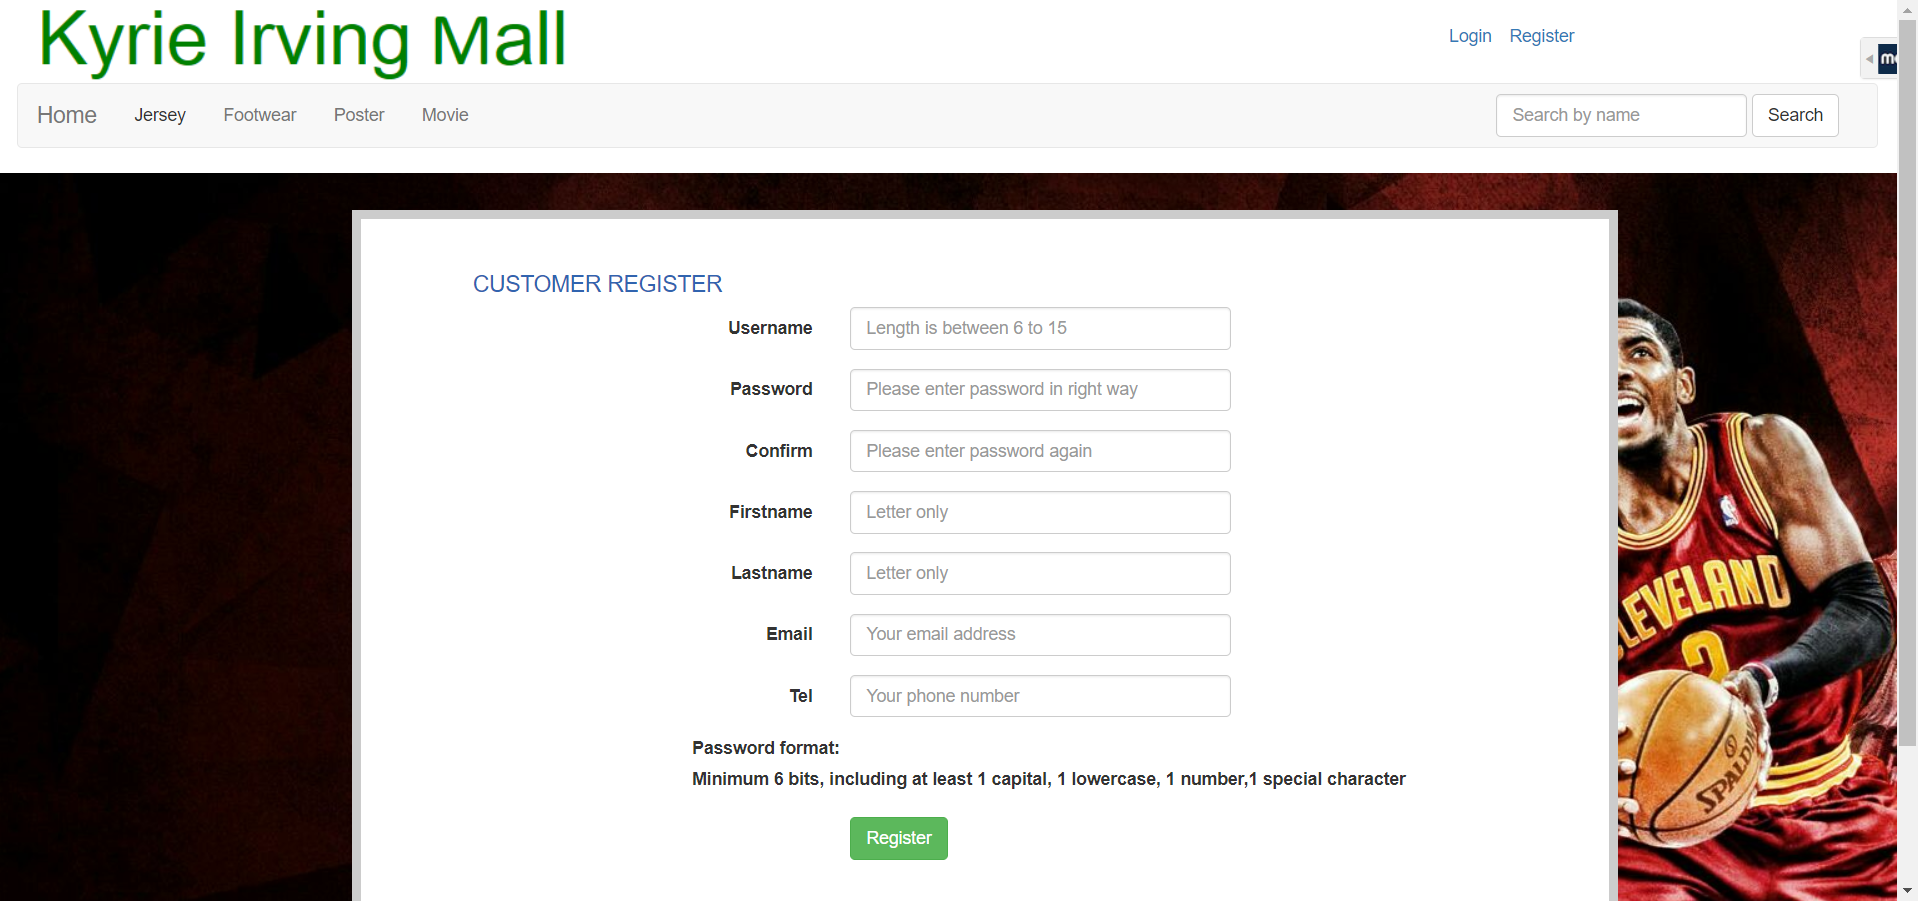 Kyrie Irving Mall
Login Register
Home Jersey Footwear Poster Movie Search by name Search
CUSTOMER REGISTER
Username Length is between 6 to 15
Password Please enter password in right way
Confirm Please enter password again
Firstname Letter only
Lastname Letter only
Email Your email address
Tel Your phone number
Password format:
Minimum 6 bits, including at least 1 capital, 1 lowercase, 1 number,1 special character
Register
CLEVELAND
2
SPALDING